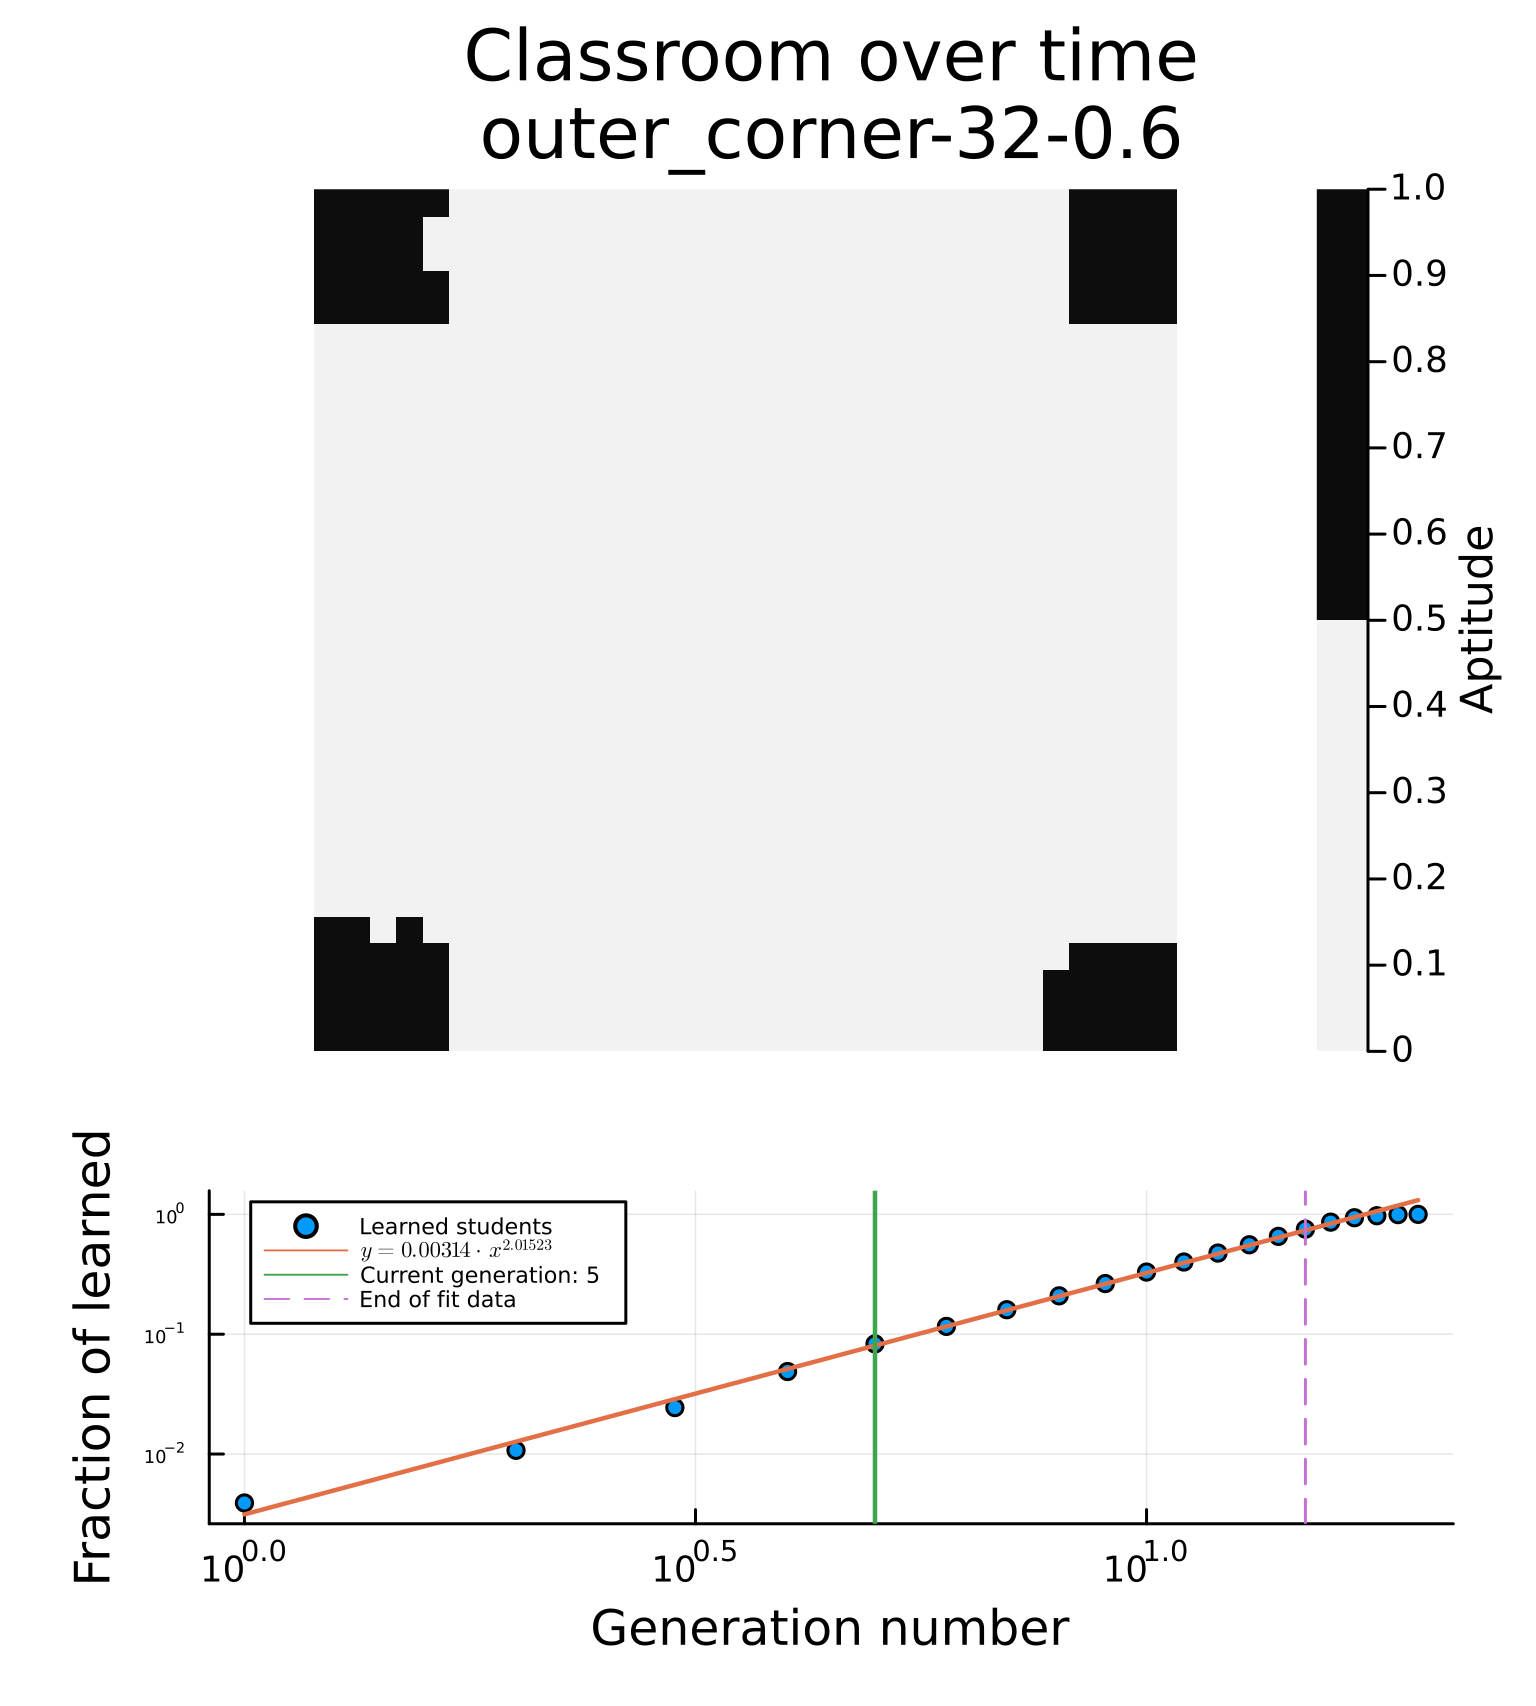 Classroom over time
outer_corner-32-0.6
1.0
0.9
0.8
0.7
0.6
0.5
0.4
0.3
0.2
0.1
0
Aptitude
Fraction of learned
10^0
10^-1
10^-2
Learned students
y = 0.00314 · x^2.01523
Current generation: 5
End of fit data
10^0.0
10^0.5
10^1.0
Generation number